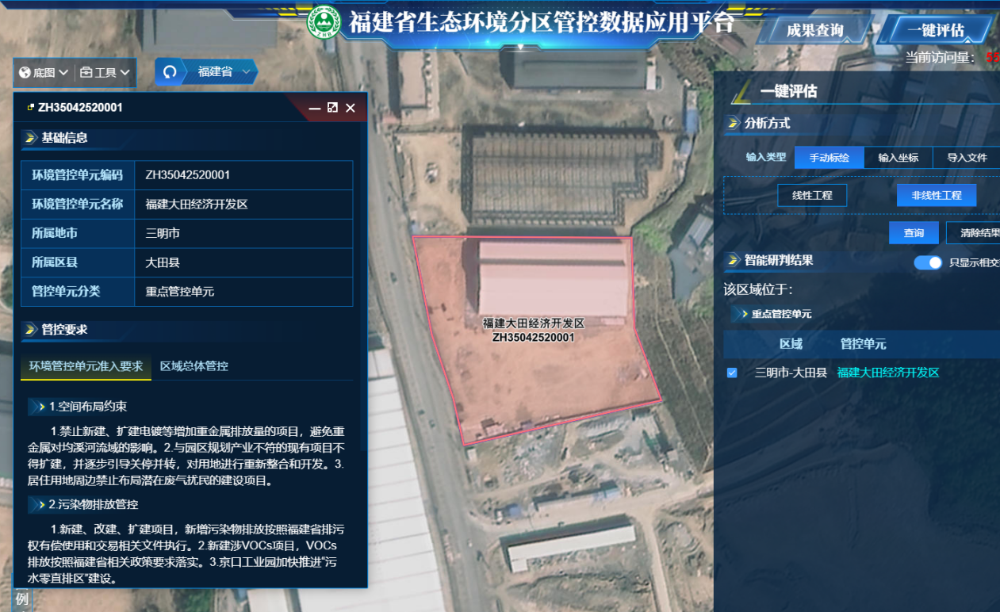 福建省生态环境分区管控数据应用平台
成果查询
一键评估
当前访问量：55
底图
工具
福建省
ZH35042520001
基础信息
环境管控单元编码 ZH35042520001
环境管控单元名称 福建大田经济开发区
所属地市 三明市
所属区县 大田县
管控单元分类 重点管控单元
管控要求
环境管控单元准入要求 区域总体管控
1.空间布局约束
1.禁止新建、扩建电镀等增加重金属排放量的项目，避免重
金属对均溪河流域的影响。2.与园区规划产业不符的现有项目不
得扩建，并逐步引导关停并转，对用地进行重新整合和开发。3.
居住用地周边禁止布局潜在废气扰民的建设项目。
2.污染物排放管控
1.新建、改建、扩建项目，新增污染物排放按照福建省排污
权有偿使用和交易相关文件执行。2.新建涉VOCs项目，VOCs
排放按照福建省相关政策要求落实。3.京口工业园加快推进“污
水零直排区”建设。
例
福建大田经济开发区
ZH35042520001
一键评估
分析方式
输入类型 手动标绘 输入坐标 导入文件
线性工程 非线性工程
查询 清除结果
智能研判结果 只显示相交
该区域位于：
重点管控单元
区域 管控单元
三明市-大田县 福建大田经济开发区